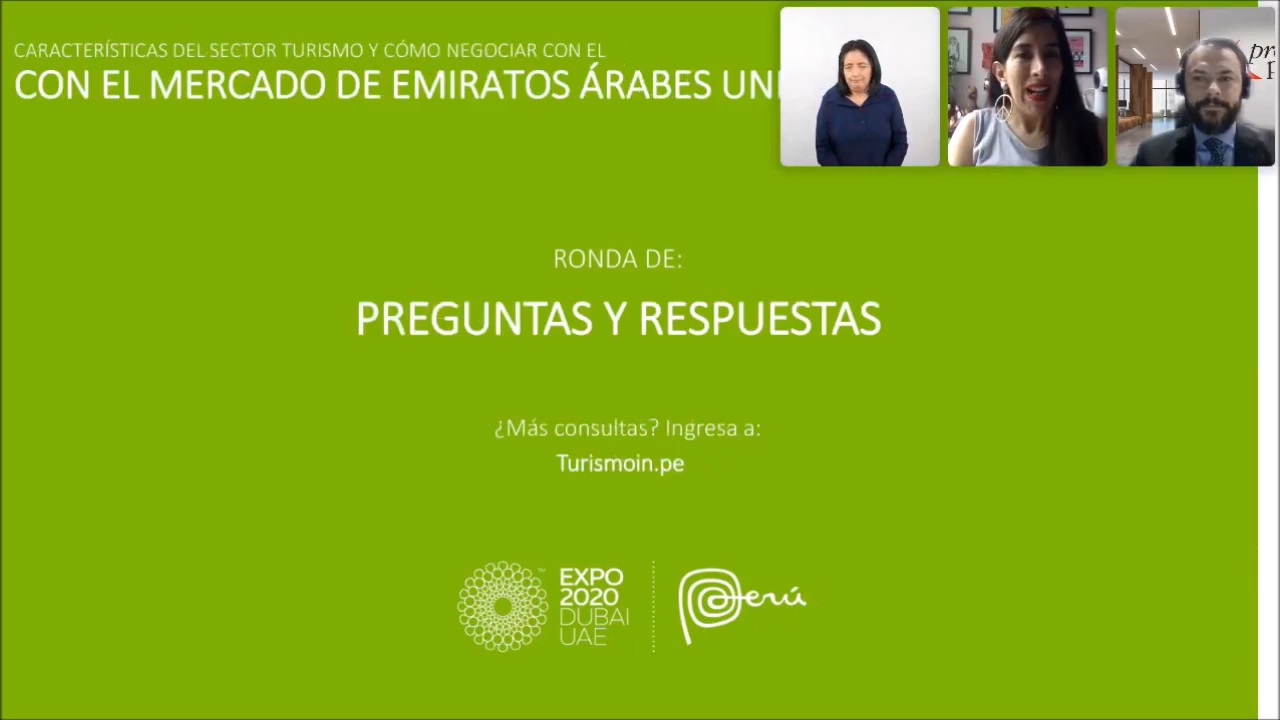 CARACTERÍSTICAS DEL SECTOR TURISMO Y CÓMO NEGOCIAR CON EL
CON EL MERCADO DE EMIRATOS ÁRABES UNI
pr
P
RONDA DE:
PREGUNTAS Y RESPUESTAS
¿Más consultas? Ingresa a:
Turismoin.pe
EXPO
2020
DUBAI
UAE
Perú